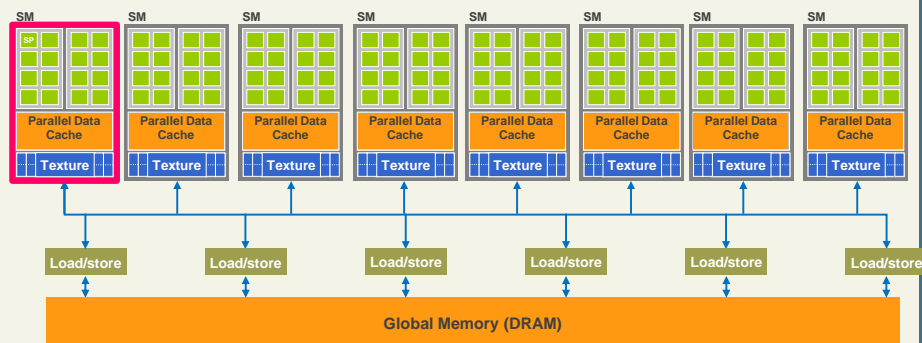 SM
SM
SM
SM
SM
SM
SM
SM
SP
Parallel Data
Cache
Parallel Data
Cache
Parallel Data
Cache
Parallel Data
Cache
Parallel Data
Cache
Parallel Data
Cache
Parallel Data
Cache
Parallel Data
Cache
Texture
Texture
Texture
Texture
Texture
Texture
Texture
Texture
Load/store
Load/store
Load/store
Load/store
Load/store
Load/store
Global Memory (DRAM)